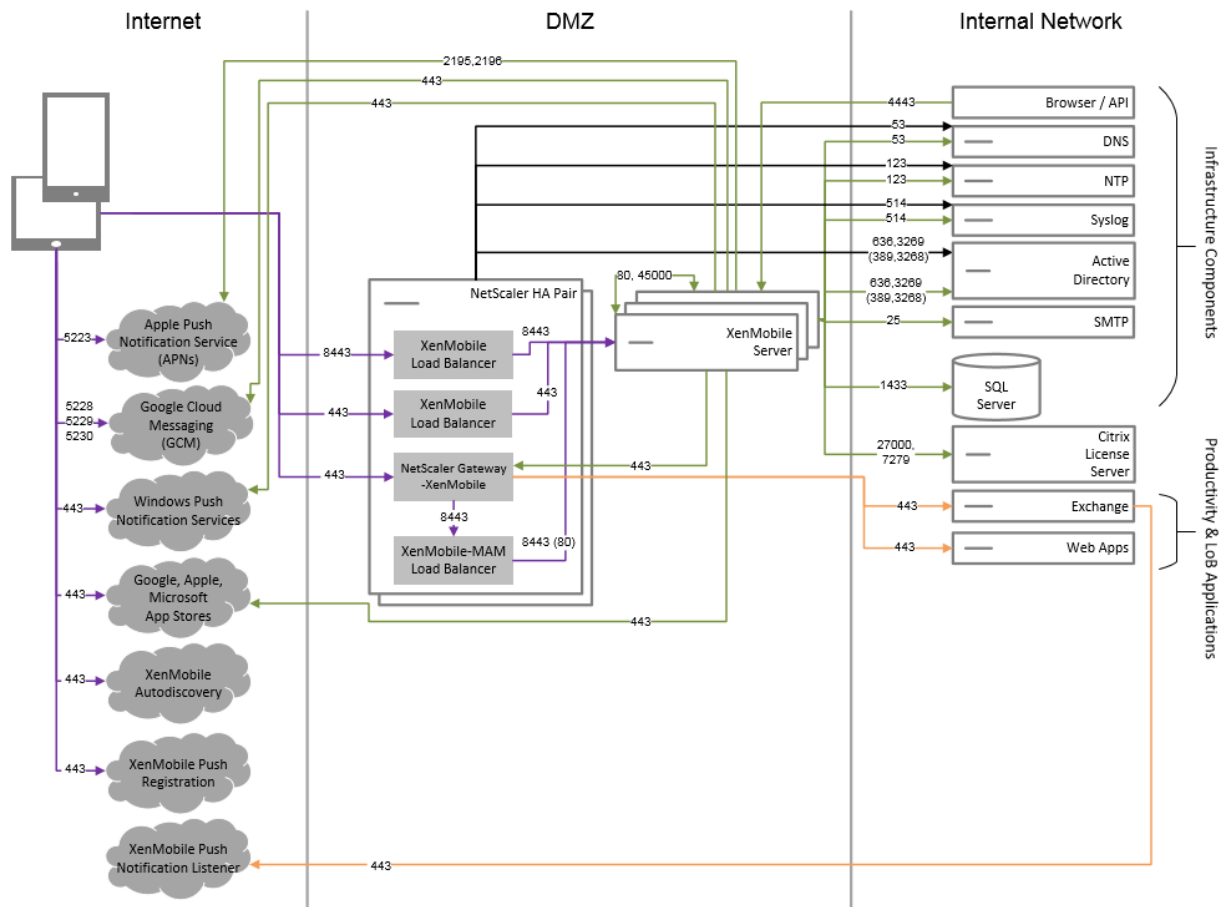 Internet
DMZ
Internal Network
2195,2196
443
443
4443
Browser / API
53
53
DNS
123
123
NTP
514
514
Syslog
636,3269
(389,3268)
636,3269
(389,3268)
Active
Directory
25
SMTP
1433
SQL
Server
27000,
7279
Citrix
License
Server
443
Exchange
443
Web Apps
Infrastructure Components
Productivity & LoB Applications
NetScaler HA Pair
80, 45000
XenMobile
Server
8443
XenMobile
Load Balancer
8443
443
XenMobile
Load Balancer
443
443
NetScaler Gateway
-XenMobile
443
8443
XenMobile-MAM
Load Balancer
8443 (80)
443
5223
Apple Push
Notification Service
(APNs)
5228
5229
5230
Google Cloud
Messaging
(GCM)
443
Windows Push
Notification Services
443
Google, Apple,
Microsoft
App Stores
443
XenMobile
Autodiscovery
443
XenMobile Push
Registration
XenMobile Push
Notification Listener
443